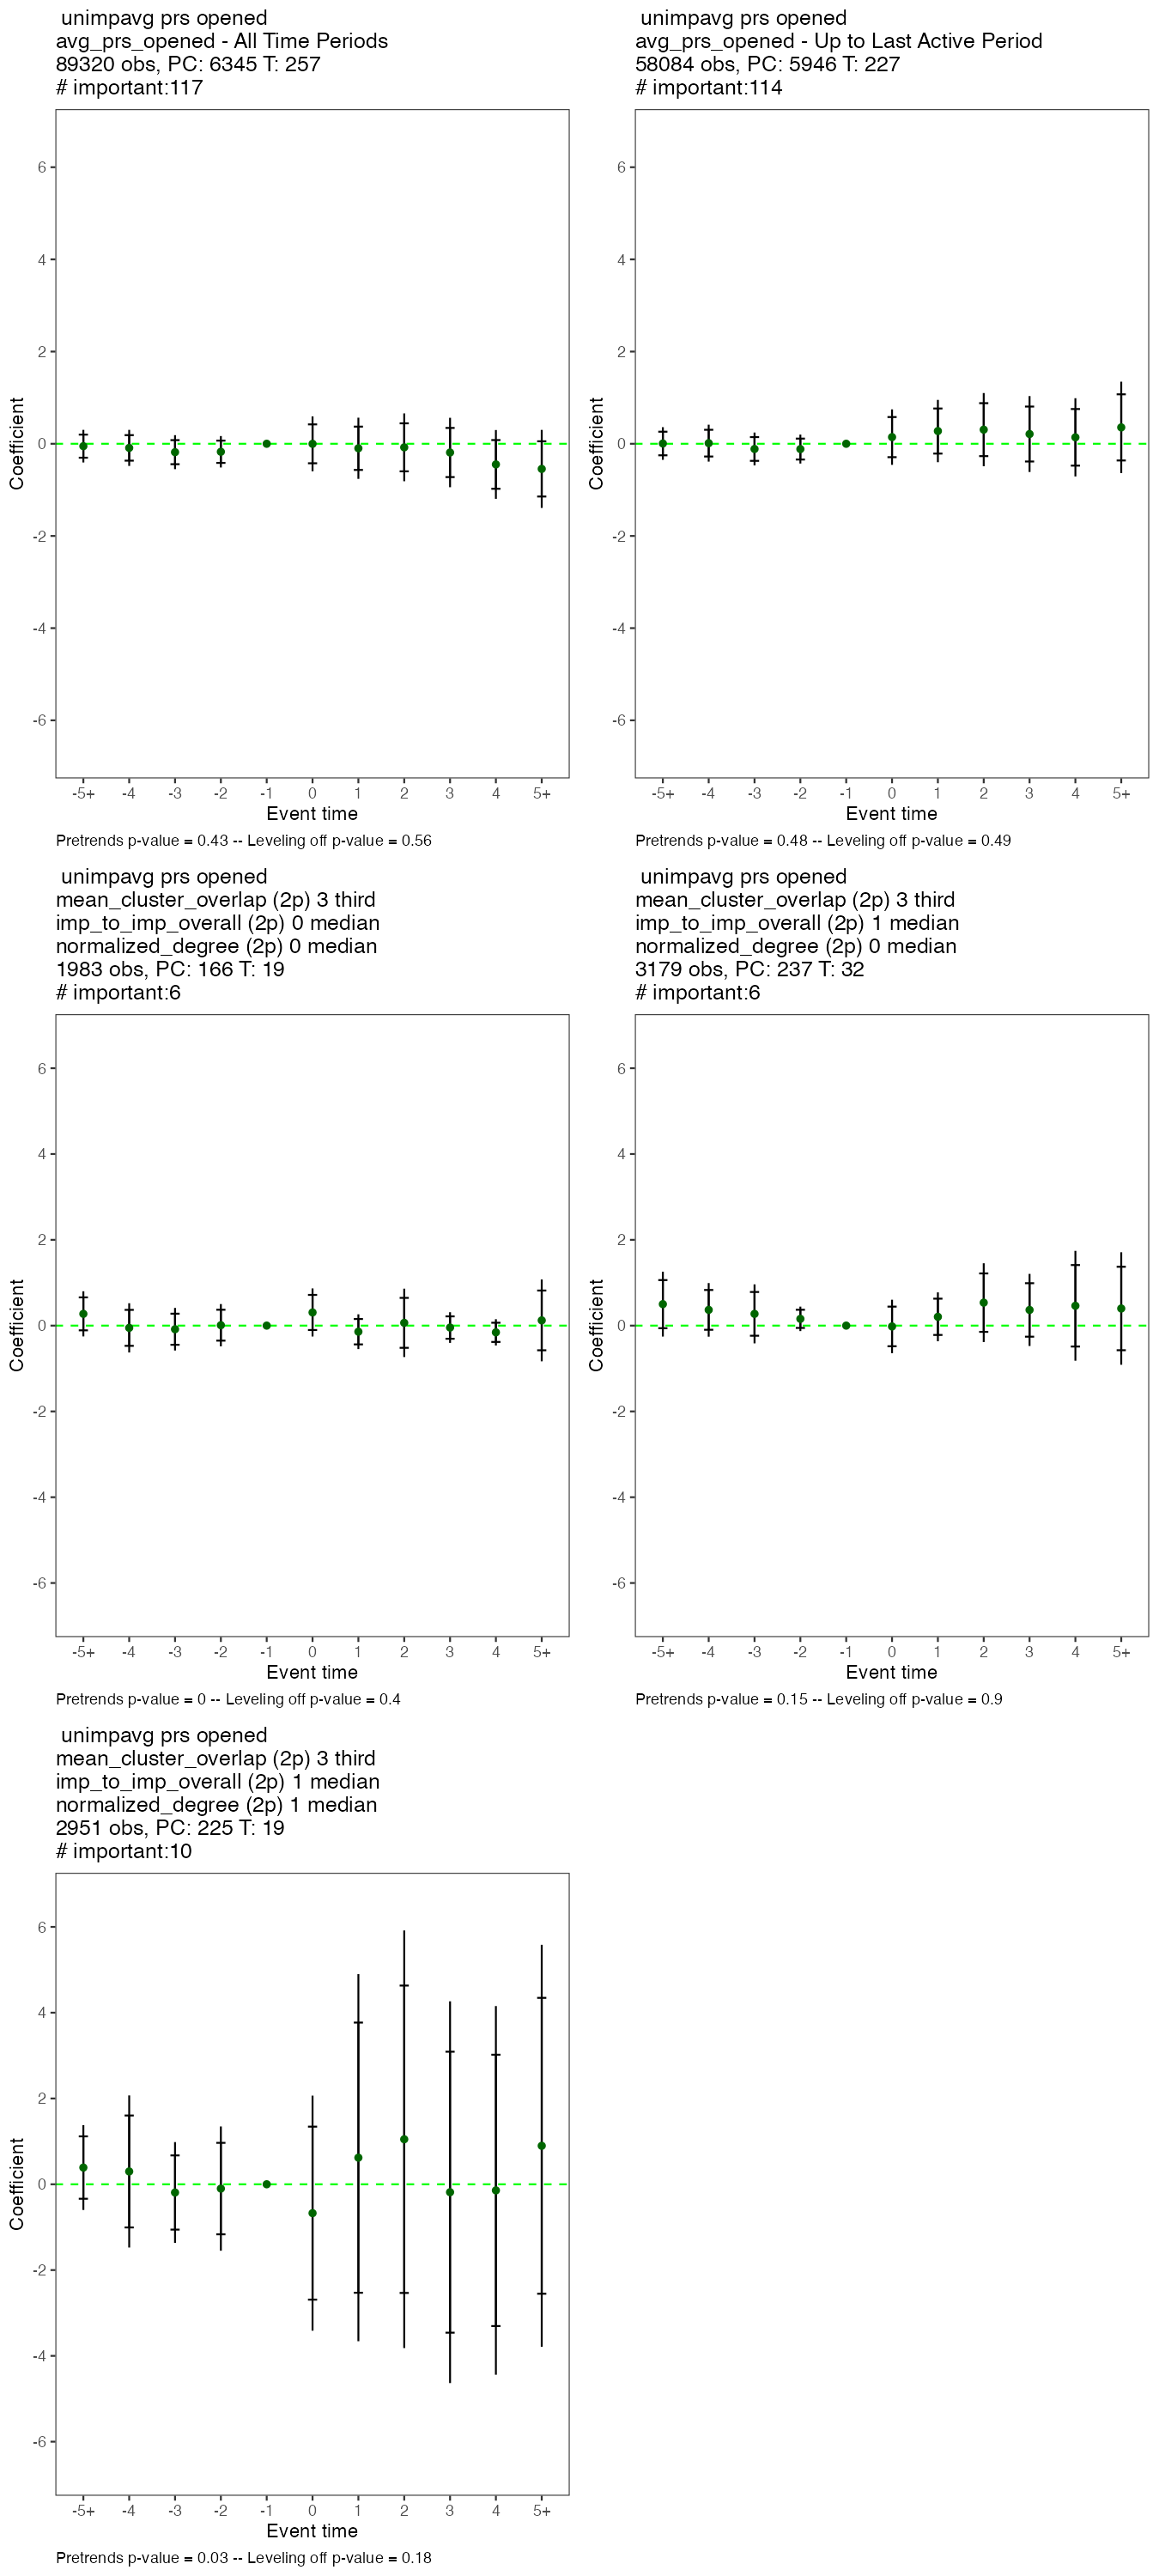 unimpavg prs opened
avg_prs_opened - All Time Periods
89320 obs, PC: 6345 T: 257
# important:117
6
4
2
0
-2
-4
-6
Coefficient
-5+ -4 -3 -2 -1 0 1 2 3 4 5+
Event time
Pretrends p-value = 0.43 -- Leveling off p-value = 0.56
unimpavg prs opened
avg_prs_opened - Up to Last Active Period
58084 obs, PC: 5946 T: 227
# important:114
6
4
2
0
-2
-4
-6
Coefficient
-5+ -4 -3 -2 -1 0 1 2 3 4 5+
Event time
Pretrends p-value = 0.48 -- Leveling off p-value = 0.49
unimpavg prs opened
mean_cluster_overlap (2p) 3 third
imp_to_imp_overall (2p) 0 median
normalized_degree (2p) 0 median
1983 obs, PC: 166 T: 19
# important:6
6
4
2
0
-2
-4
-6
Coefficient
-5+ -4 -3 -2 -1 0 1 2 3 4 5+
Event time
Pretrends p-value = 0 -- Leveling off p-value = 0.4
unimpavg prs opened
mean_cluster_overlap (2p) 3 third
imp_to_imp_overall (2p) 1 median
normalized_degree (2p) 0 median
3179 obs, PC: 237 T: 32
# important:6
6
4
2
0
-2
-4
-6
Coefficient
-5+ -4 -3 -2 -1 0 1 2 3 4 5+
Event time
Pretrends p-value = 0.15 -- Leveling off p-value = 0.9
unimpavg prs opened
mean_cluster_overlap (2p) 3 third
imp_to_imp_overall (2p) 1 median
normalized_degree (2p) 1 median
2951 obs, PC: 225 T: 19
# important:10
6
4
2
0
-2
-4
-6
Coefficient
-5+ -4 -3 -2 -1 0 1 2 3 4 5+
Event time
Pretrends p-value = 0.03 -- Leveling off p-value = 0.18